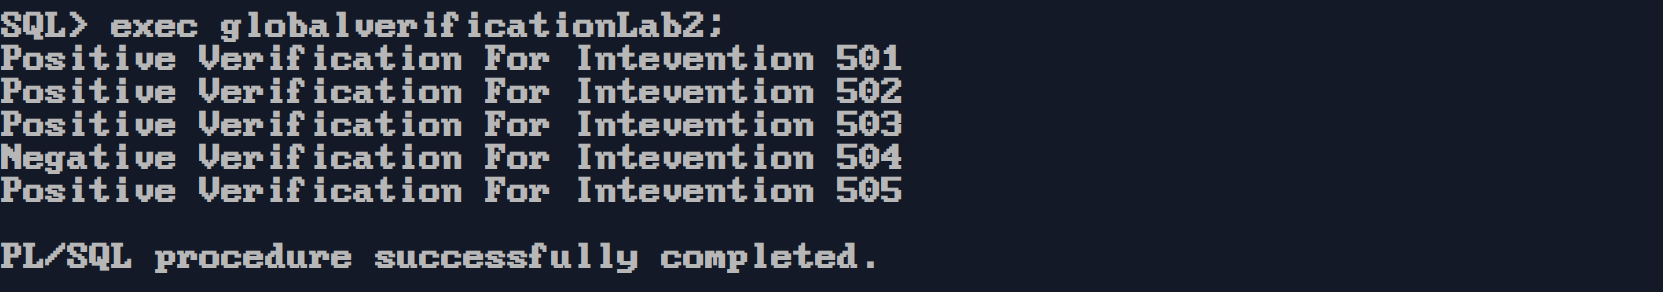 SQL> exec globalverificationLab2;
Positive Verification For Intevention 501
Positive Verification For Intevention 502
Positive Verification For Intevention 503
Negative Verification For Intevention 504
Positive Verification For Intevention 505
PL/SQL procedure successfully completed.